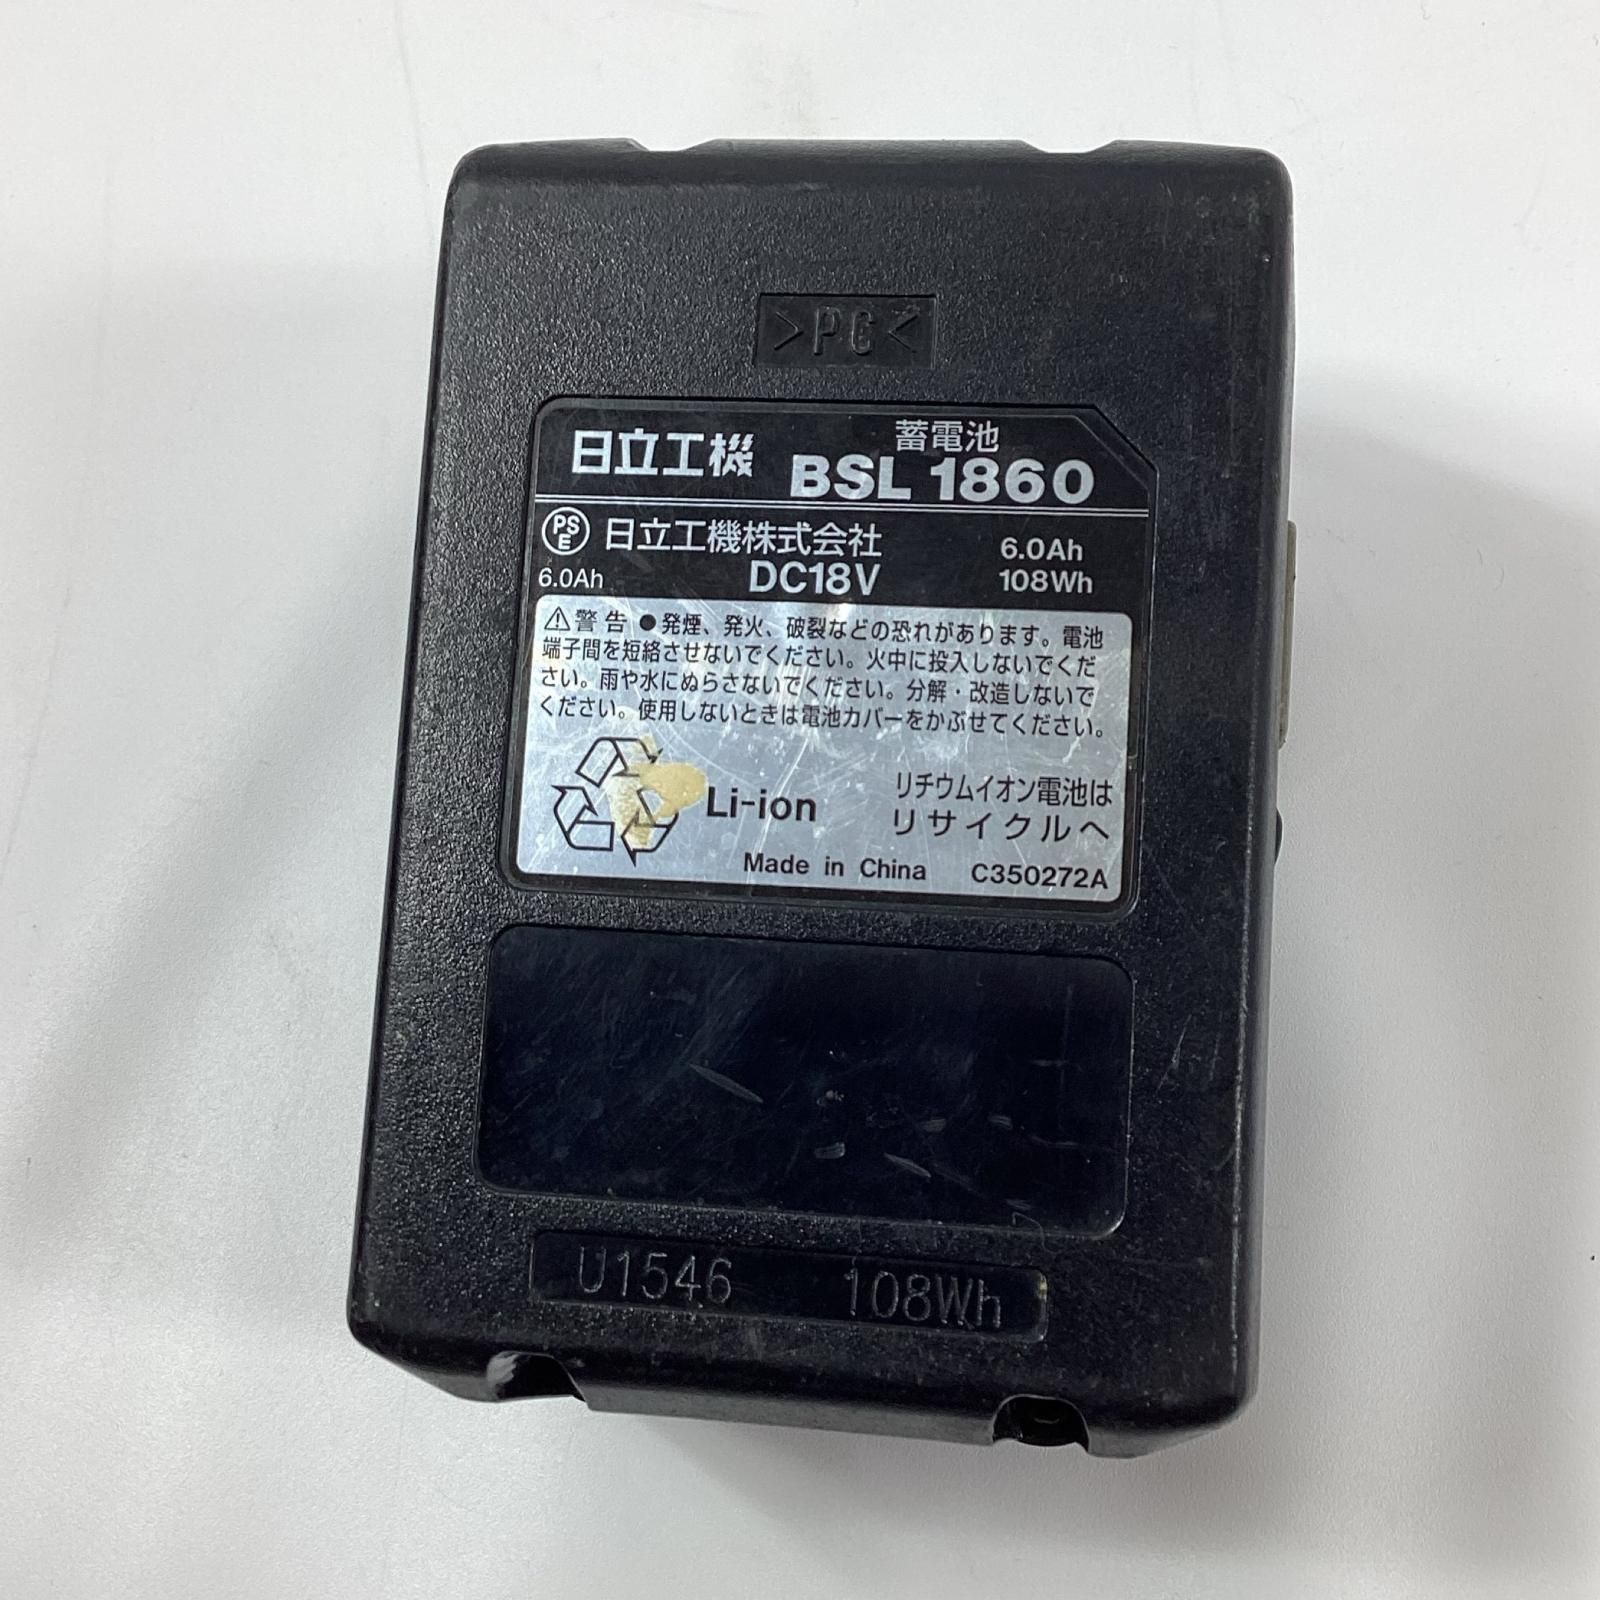 >PC<
日立工機 蓄電池
BSL 1860
PSE 日立工機株式会社 6.0Ah
6.0Ah DC18V 108Wh
⚠警告 ●発煙、発火、破裂などの恐れがあります。電池
端子間を短絡させないでください。火中に投入しないでくだ
さい。雨や水にぬらさないでください。分解・改造しないで
ください。使用しないときは電池カバーをかぶせてください。
Li-ion リチウムイオン電池は
リサイクルへ
Made in China C350272A
U1546 108Wh